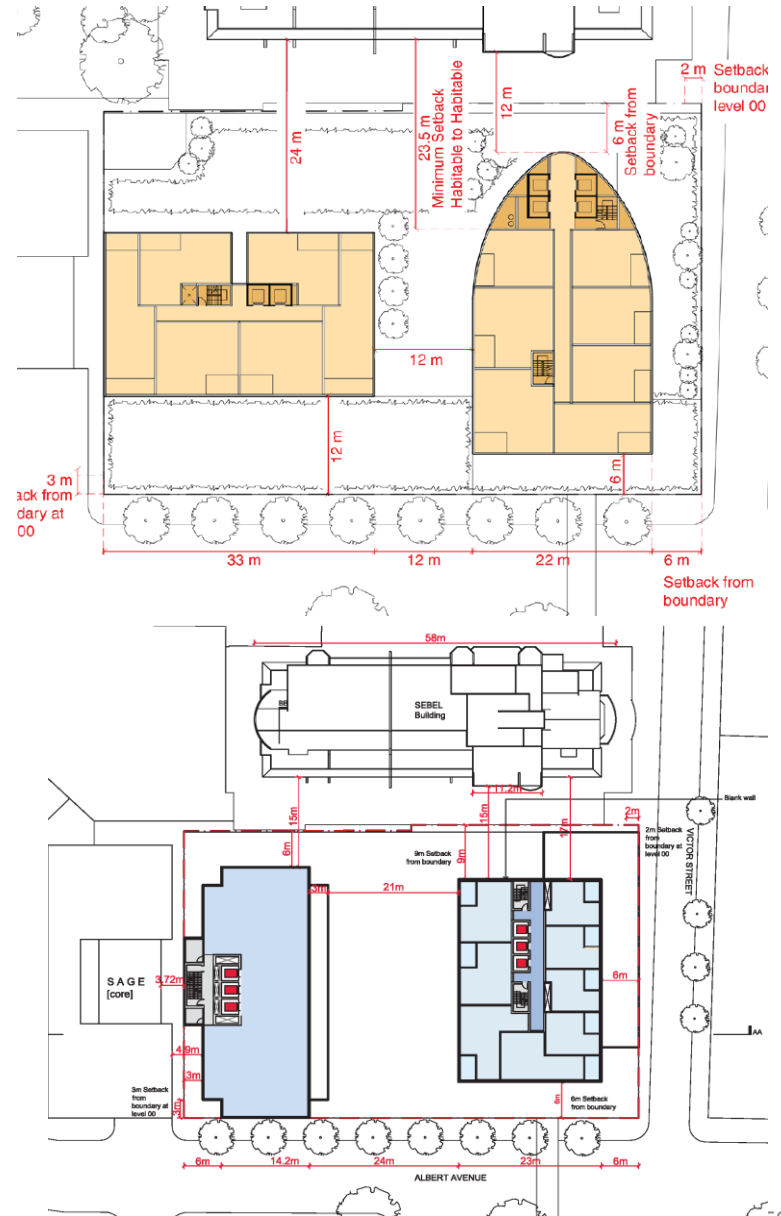 2 m
Setback
boundar
level 00
12 m
6 m
Setback from
boundary
24 m
23.5 m
Minimum Setback
Habitable to Habitable
12 m
12 m
6 m
3 m
ack from
dary at
00
33 m
12 m
22 m
6 m
Setback from
boundary
58m
SEBEL
Building
11.2m
15m
15m
17m
Blank wall
2m
2m Setback
from
boundary at
level 00
6m
9m Setback
from boundary
9m
VICTOR STREET
3m
21m
SAGE
[core]
3.72m
6m
AA
4.9m
3m
3m Setback
from
boundary at
level 00
3m
6m
6m Setback
from boundary
6m
14.2m
24m
23m
6m
ALBERT AVENUE